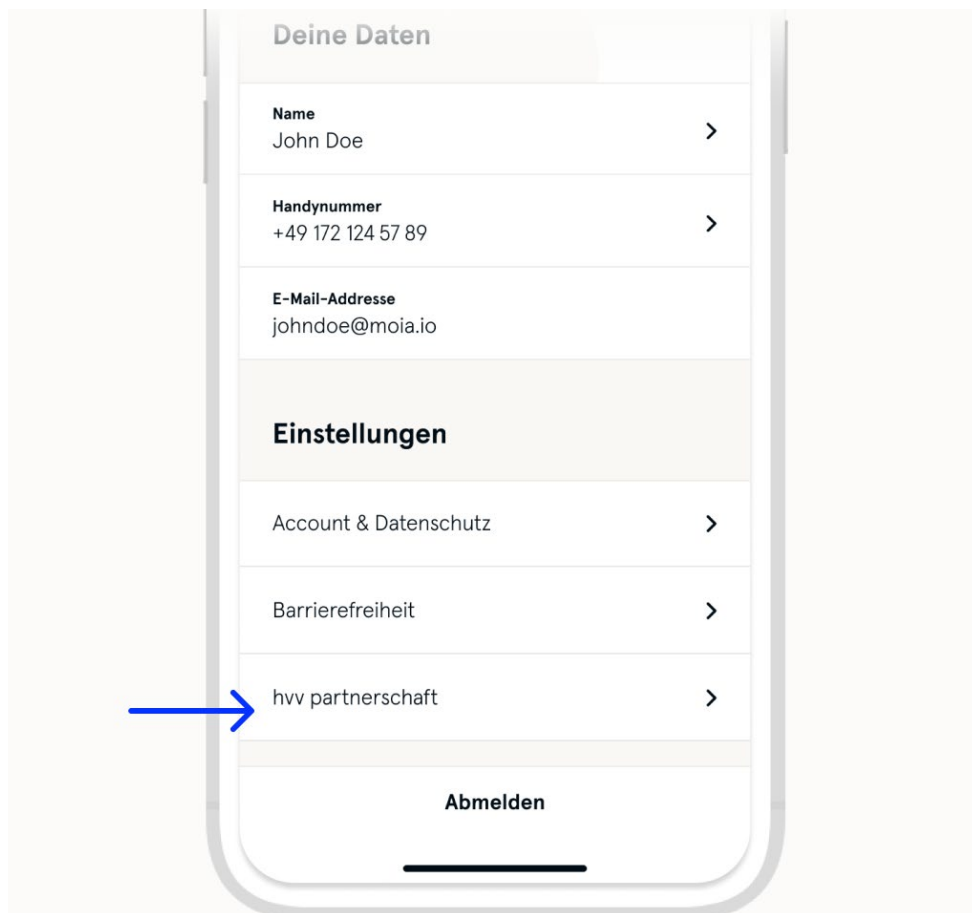 Deine Daten
Name
John Doe
Handynummer
+49 172 124 57 89
E-Mail-Addresse
johndoe@moia.io
Einstellungen
Account & Datenschutz
Barrierefreiheit
hvv partnerschaft
Abmelden